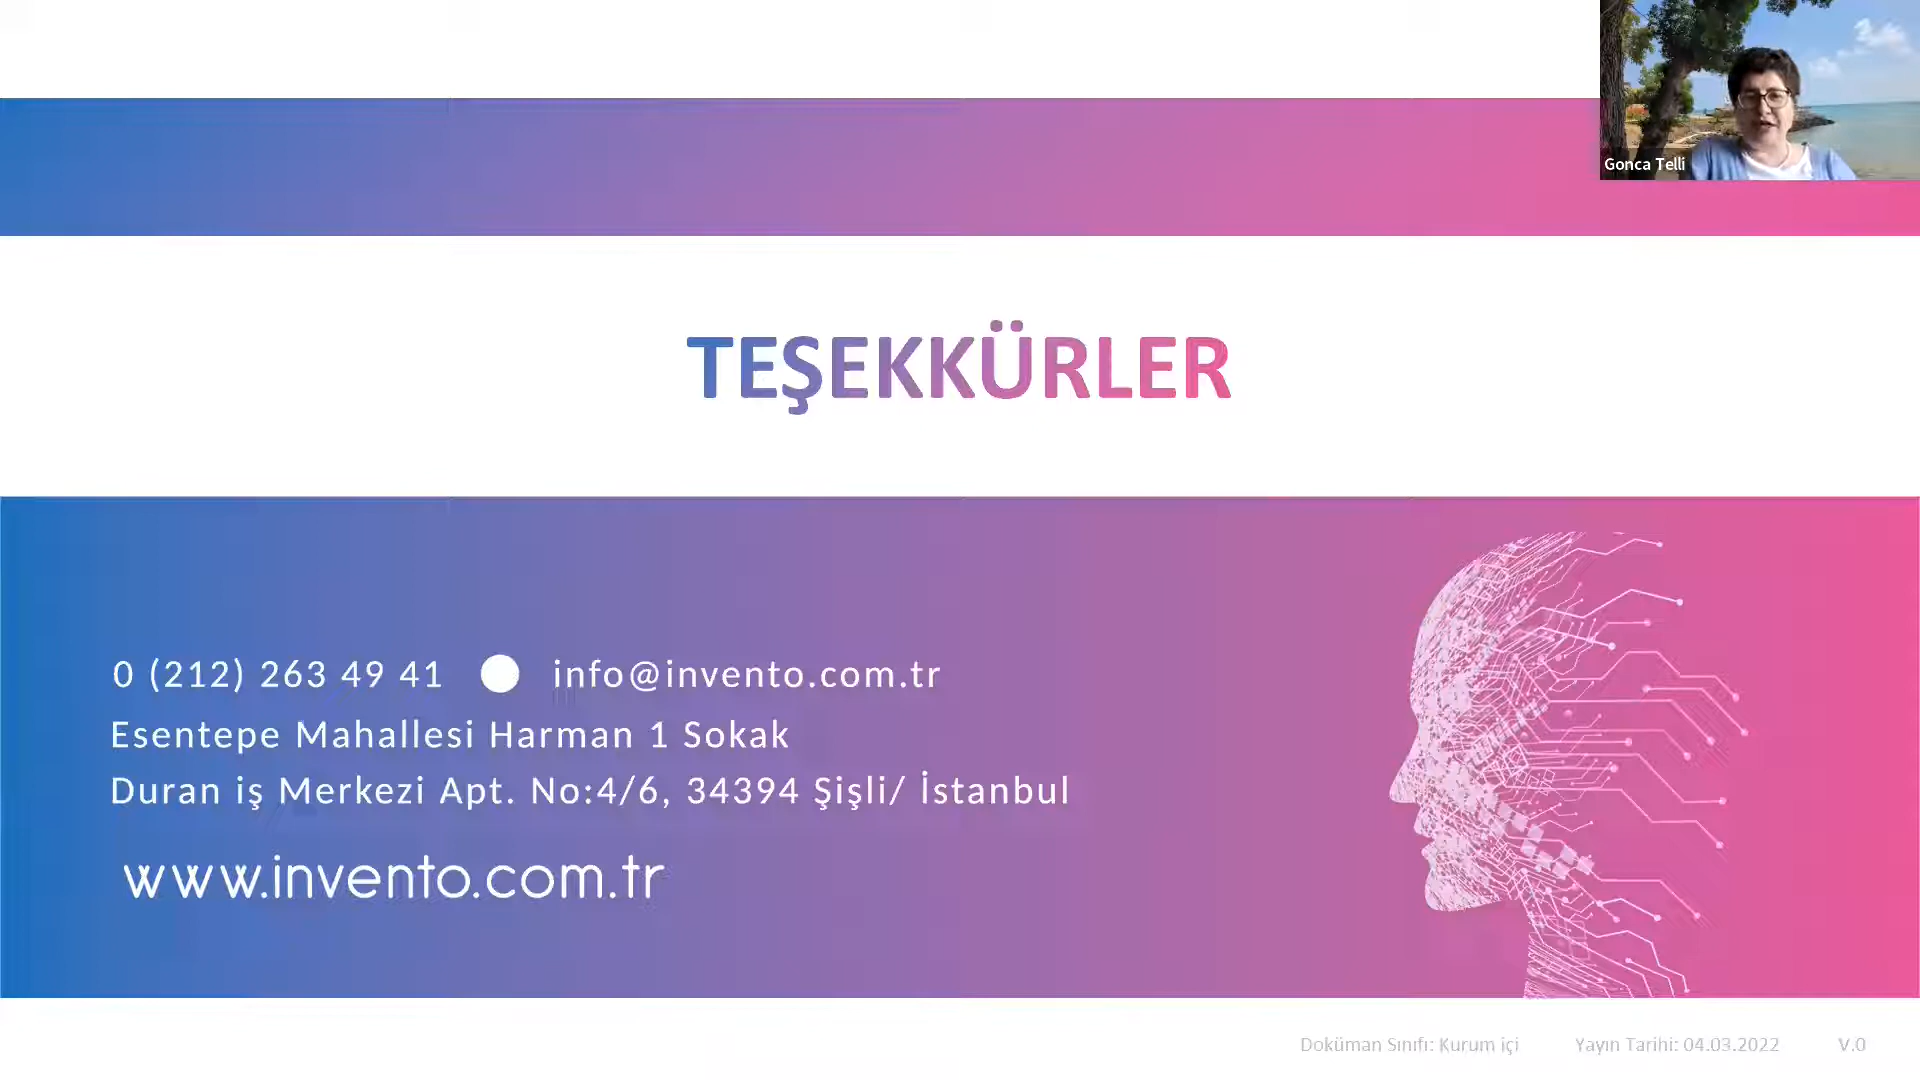 Gonca Telli
TEŞEKKÜRLER
0 (212) 263 49 41 info@invento.com.tr
Esentepe Mahallesi Harman 1 Sokak
Duran iş Merkezi Apt. No:4/6, 34394 Şişli/ İstanbul
www.invento.com.tr
Doküman Sınıfı: Kurum içi Yayın Tarihi: 04.03.2022 V.0